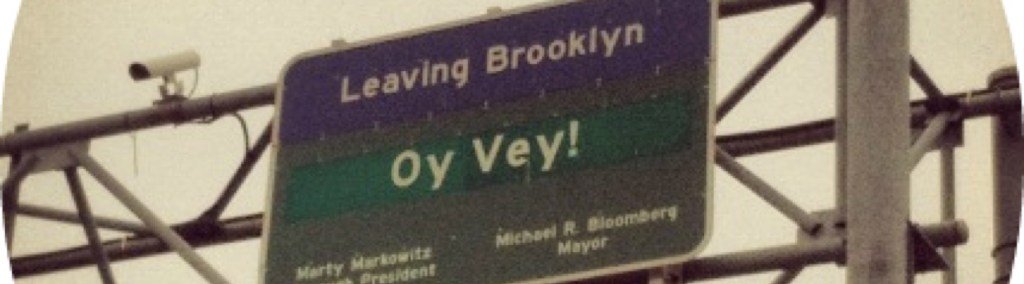 Leaving Brooklyn
Oy Vey!
Marty Markowitz
President
Michael R. Bloomberg
Mayor